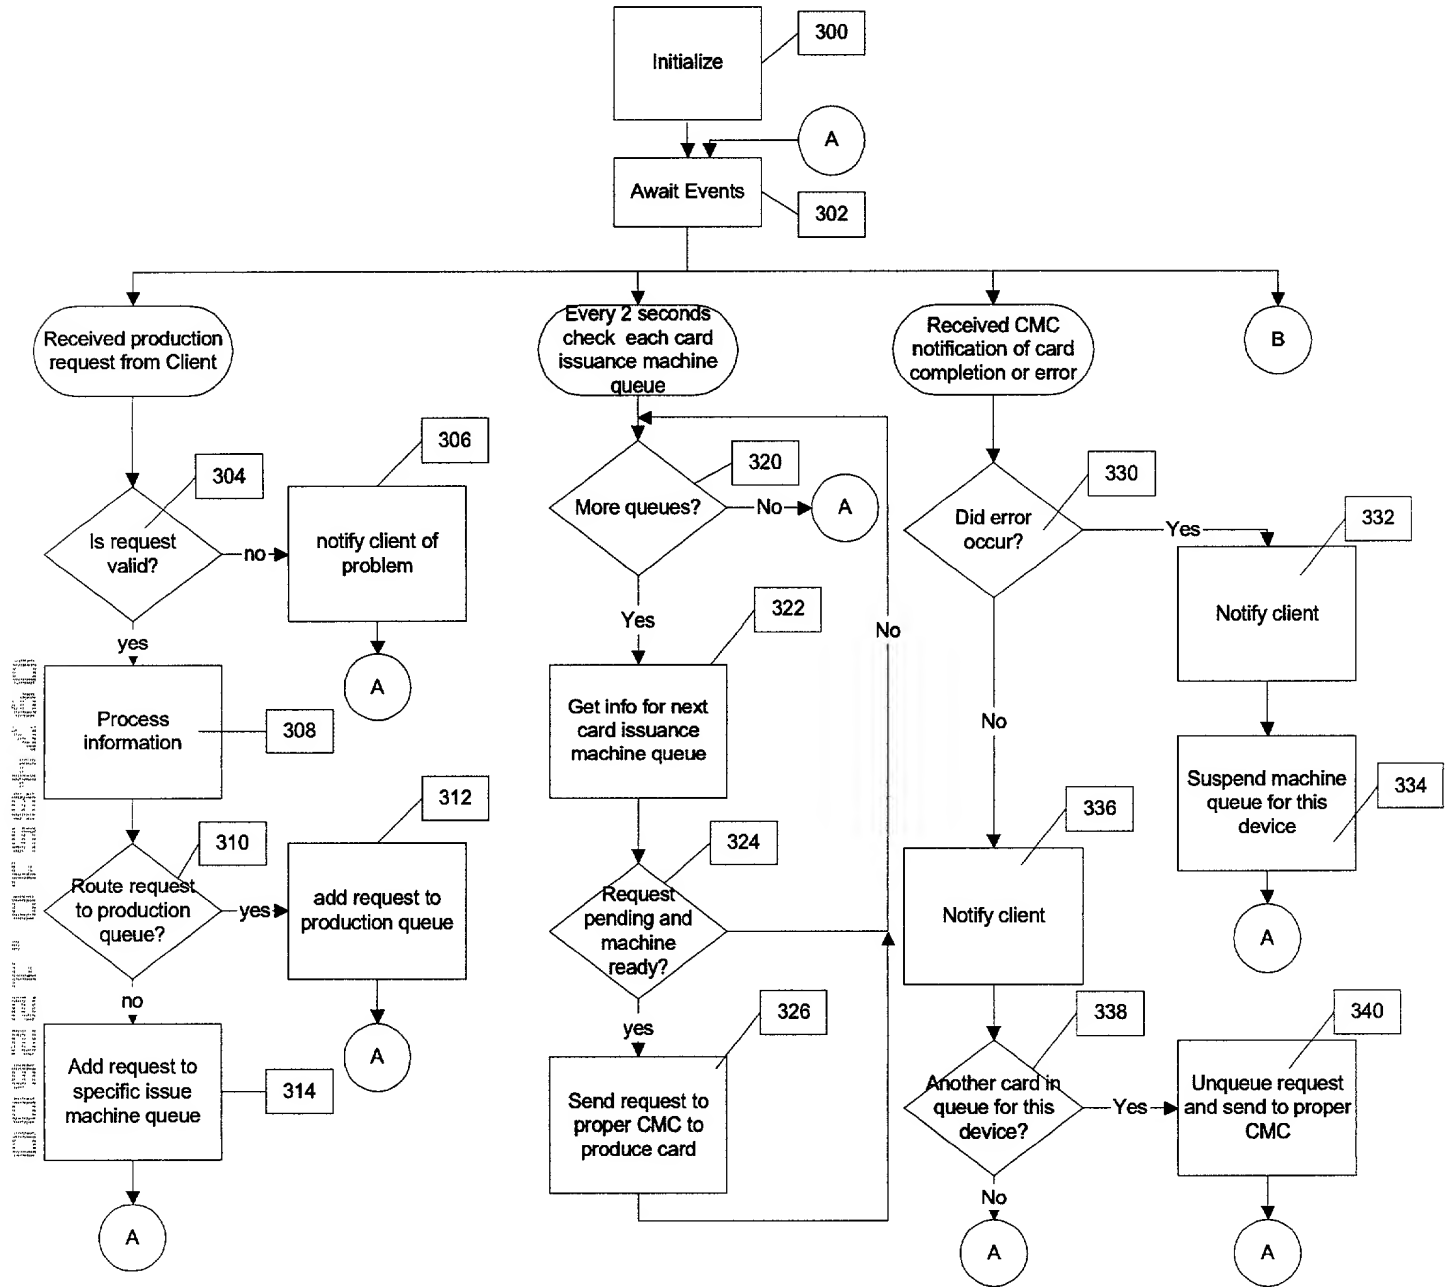 Initialize
300
A
Await Events
302
Received production
request from Client
Every 2 seconds
check each card
issuance machine
queue
Received CMC
notification of card
completion or error
B
304
Is request
valid?
no
306
notify client of
problem
A
yes
Process
information
308
310
Route request
to production
queue?
yes
312
add request to
production queue
A
no
Add request to
specific issue
machine queue
314
A
320
More queues?
No
A
Yes
322
Get info for next
card issuance
machine queue
No
324
Request
pending and
machine
ready?
yes
326
Send request to
proper CMC to
produce card
330
Did error
occur?
Yes
332
Notify client
Suspend machine
queue for this
device
334
A
No
336
Notify client
338
Another card in
queue for this
device?
Yes
340
Unqueue request
and send to proper
CMC
A
No
A